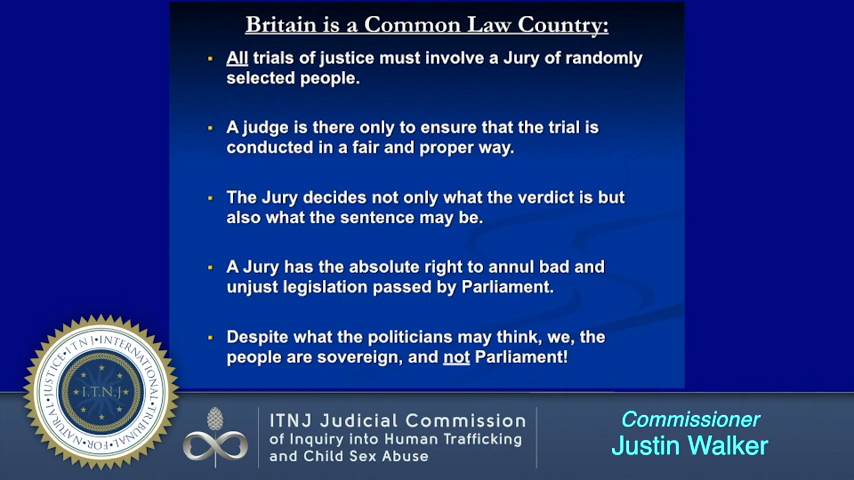 Britain is a Common Law Country:
All trials of justice must involve a Jury of randomly
selected people.
A judge is there only to ensure that the trial is
conducted in a fair and proper way.
The Jury decides not only what the verdict is but
also what the sentence may be.
A Jury has the absolute right to annul bad and
unjust legislation passed by Parliament.
Despite what the politicians may think, we, the
people are sovereign, and not Parliament!
INTERNATIONAL TRIBUNAL FOR NATURAL JUSTICE • ITNJ •
I.T.N.J
ITNJ Judicial Commission
of Inquiry into Human Trafficking
and Child Sex Abuse
Commissioner
Justin Walker